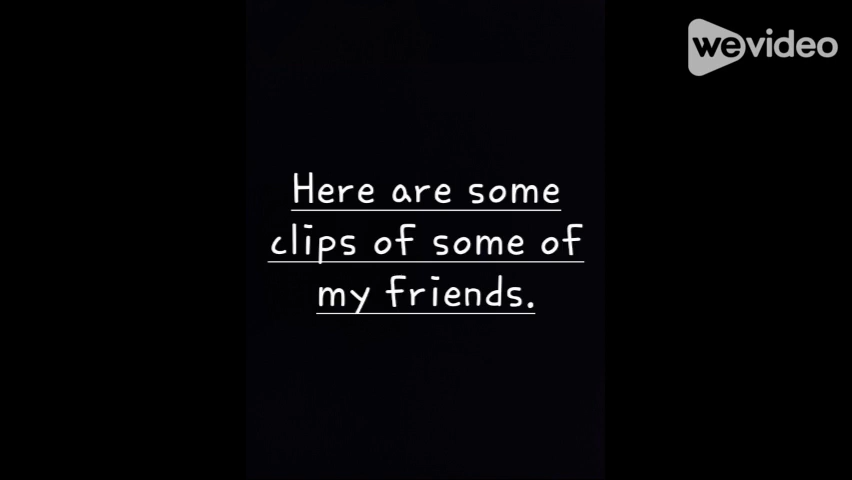 wevideo
Here are some
clips of some of
my friends.